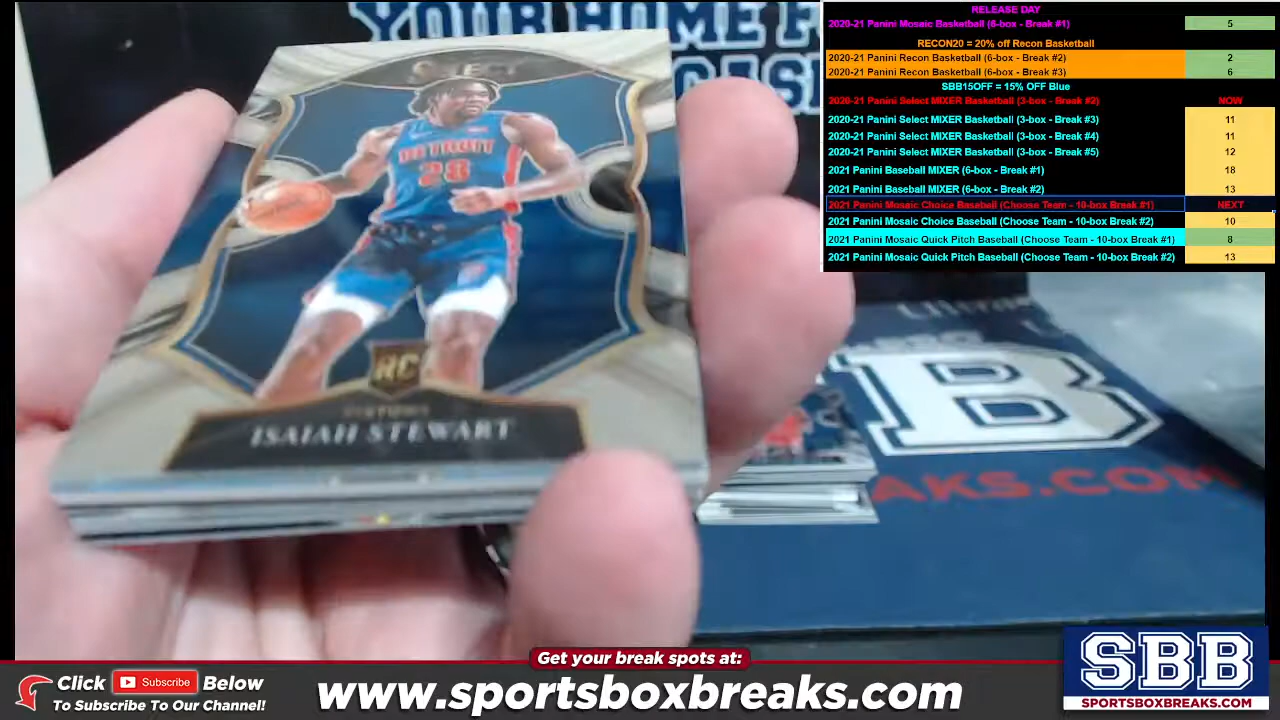 YOUR HOME F
CAS
RELEASE DAY
2020-21 Panini Mosaic Basketball (6-box - Break #1) 5
RECON20 = 20% off Recon Basketball
2020-21 Panini Recon Basketball (6-box - Break #2) 2
2020-21 Panini Recon Basketball (6-box - Break #3) 6
SBB15OFF = 15% OFF Blue
2020-21 Panini Select MIXER Basketball (3-box - Break #2) NOW
2020-21 Panini Select MIXER Basketball (3-box - Break #3) 11
2020-21 Panini Select MIXER Basketball (3-box - Break #4) 11
2020-21 Panini Select MIXER Basketball (3-box - Break #5) 12
2021 Panini Baseball MIXER (6-box - Break #1) 18
2021 Panini Baseball MIXER (6-box - Break #2) 13
2021 Panini Mosaic Choice Baseball (Choose Team - 10-box Break #1) NEXT
2021 Panini Mosaic Choice Baseball (Choose Team - 10-box Break #2) 10
2021 Panini Mosaic Quick Pitch Baseball (Choose Team - 10-box Break #1) 8
2021 Panini Mosaic Quick Pitch Baseball (Choose Team - 10-box Break #2) 13
SELECT
DETROIT
28
RC
PISTONS
ISAIAH STEWART
B
EAKS.COM
Get your break spots at:
Click Subscribe Below
To Subscribe To Our Channel!
www.sportsboxbreaks.com
SBB
SPORTSBOXBREAKS.COM